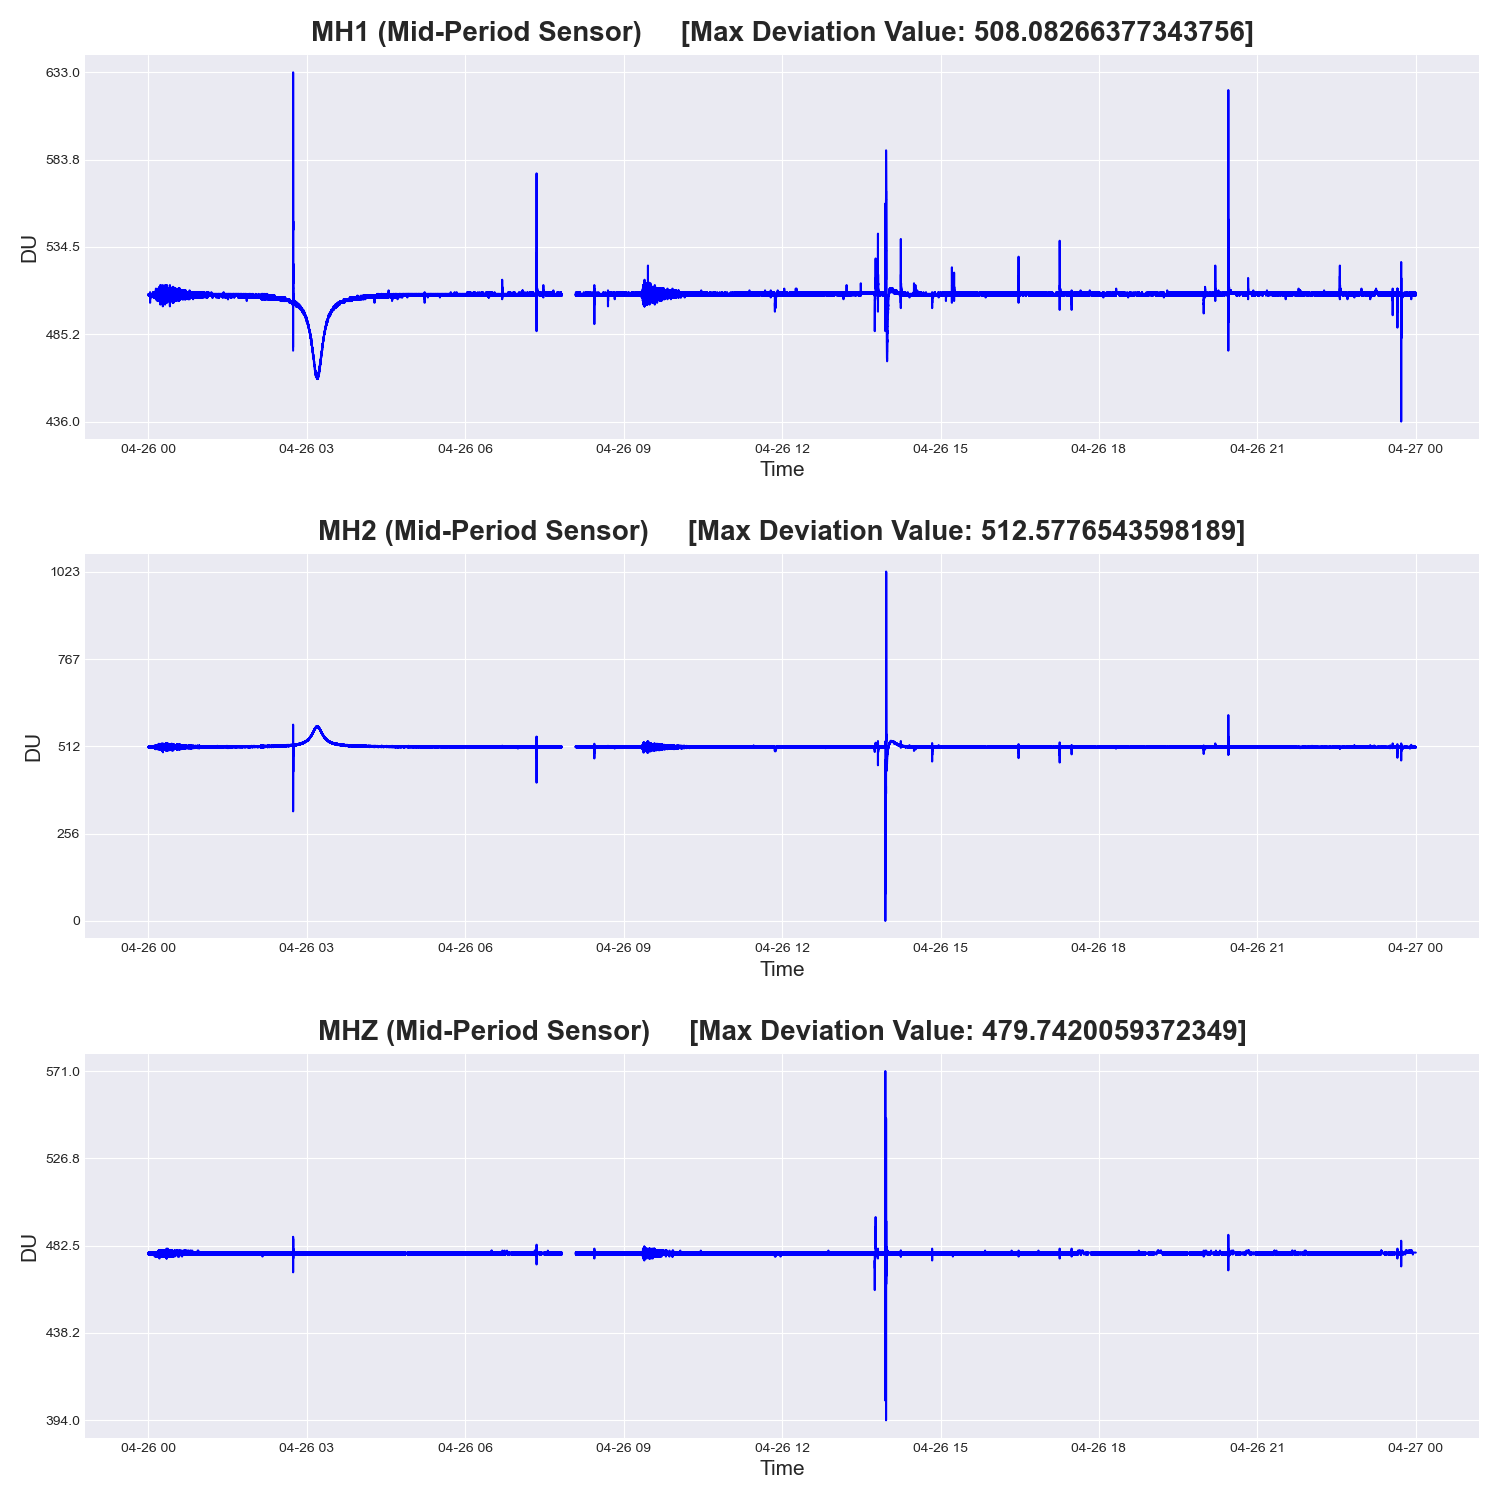 MH1 (Mid-Period Sensor) [Max Deviation Value: 508.08266377343756]
633.0
583.8
534.5
485.2
436.0
DU
04-26 00 04-26 03 04-26 06 04-26 09 04-26 12 04-26 15 04-26 18 04-26 21 04-27 00
Time
MH2 (Mid-Period Sensor) [Max Deviation Value: 512.5776543598189]
1023
767
512
256
0
DU
04-26 00 04-26 03 04-26 06 04-26 09 04-26 12 04-26 15 04-26 18 04-26 21 04-27 00
Time
MHZ (Mid-Period Sensor) [Max Deviation Value: 479.7420059372349]
571.0
526.8
482.5
438.2
394.0
DU
04-26 00 04-26 03 04-26 06 04-26 09 04-26 12 04-26 15 04-26 18 04-26 21 04-27 00
Time